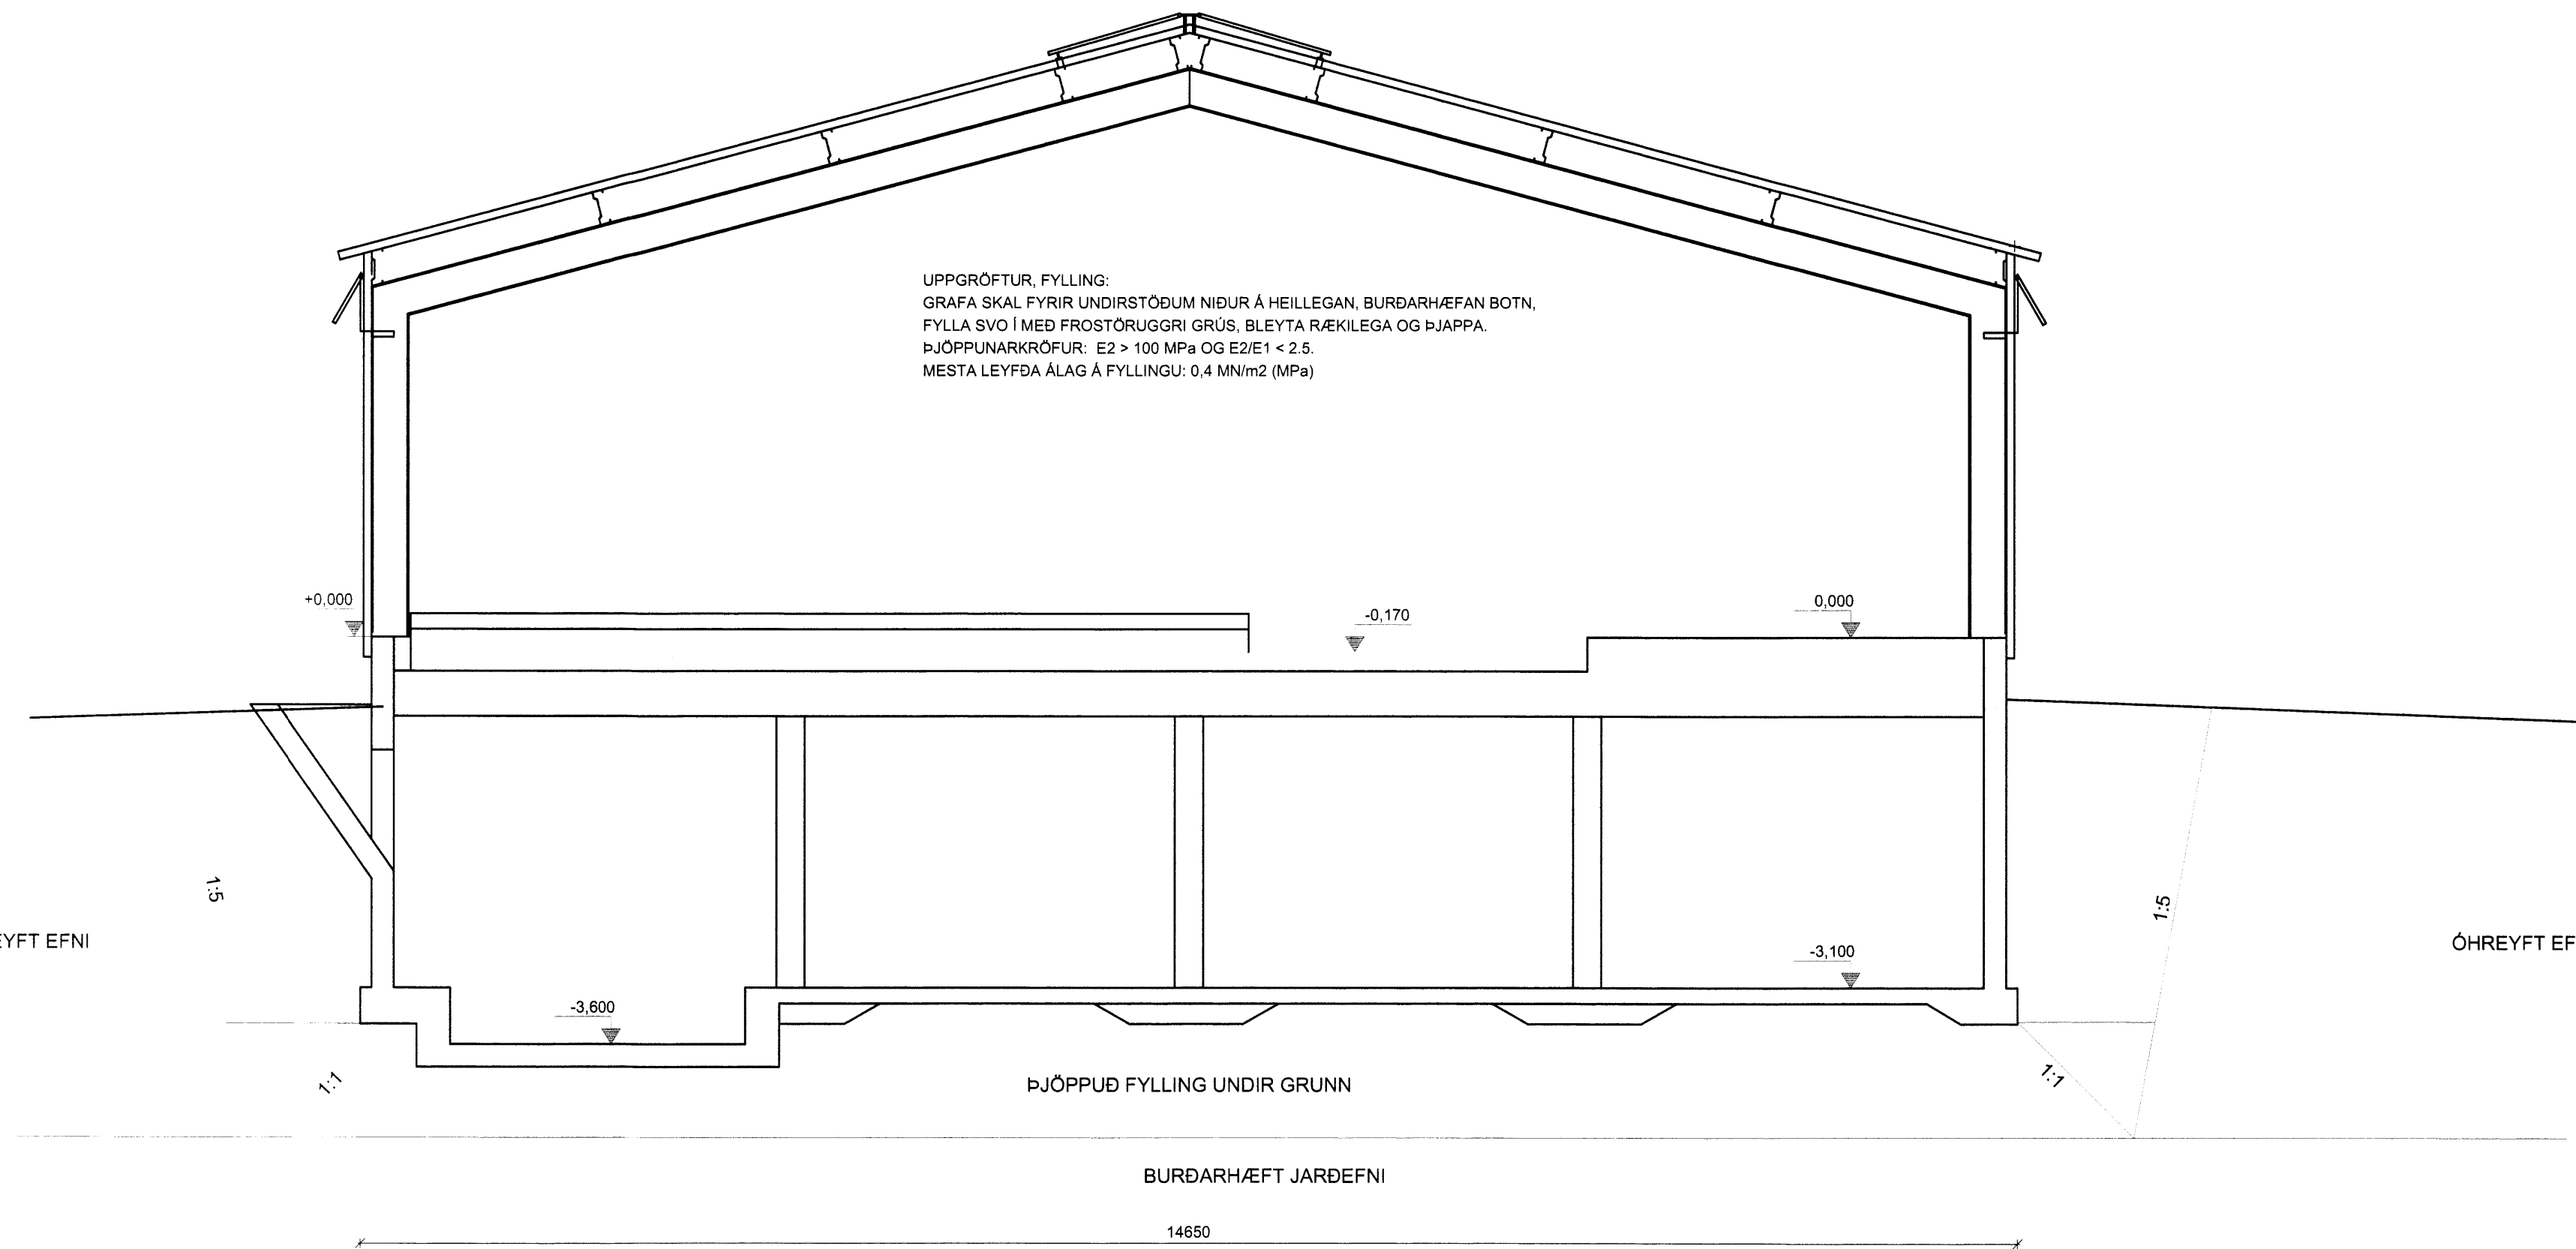 UPPGRÖFTUR, FYLLING:
GRAFA SKAL FYRIR UNDIRSTÖÐUM NIÐUR Á HEILLEGAN, BURÐARHÆFAN BOTN,
FYLLA SVO Í MEÐ FROSTÖRUGGRI GRÚS, BLEYTA RÆKILEGA OG ÞJAPPA.
ÞJÖPPUNARKRÖFUR: E2 > 100 MPa OG E2/E1 < 2.5.
MESTA LEYFÐA ÁLAG Á FYLLINGU: 0,4 MN/m2 (MPa)
+0,000
-0,170
0,000
1:5
1:5
EYFT EFNI
ÓHREYFT EF
-3,100
-3,600
1:1
1:1
ÞJÖPPUÐ FYLLING UNDIR GRUNN
BURÐARHÆFT JARÐEFNI
14650